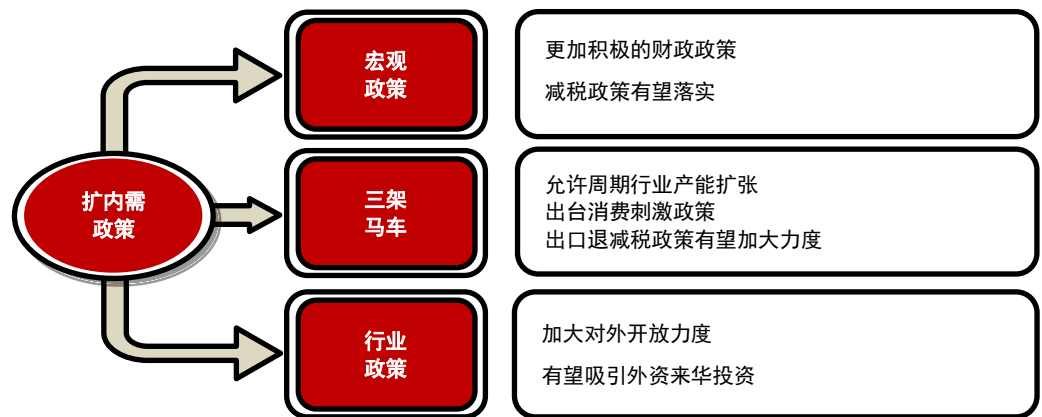 扩内需
政策
宏观
政策
更加积极的财政政策
减税政策有望落实
三架
马车
允许周期行业产能扩张
出台消费刺激政策
出口退减税政策有望加大力度
行业
政策
加大对外开放力度
有望吸引外资来华投资